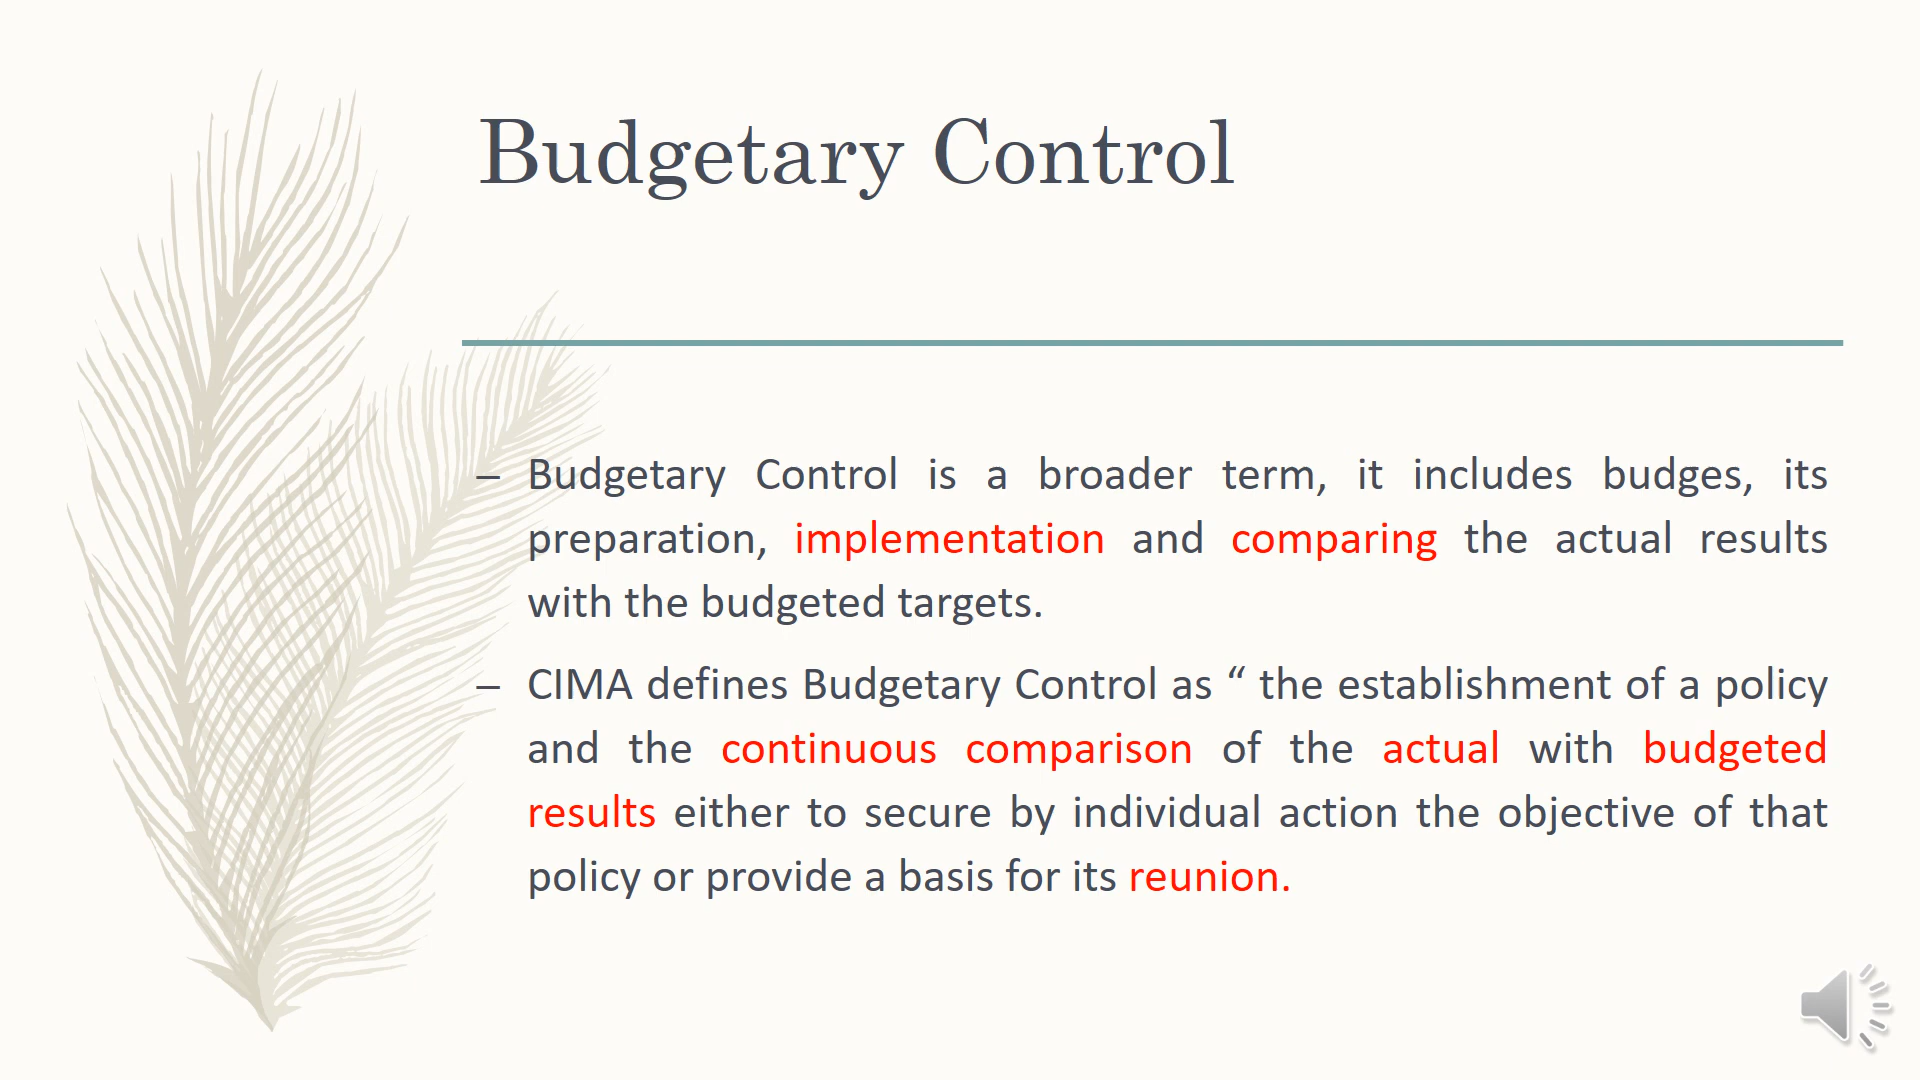 Budgetary Control
– Budgetary Control is a broader term, it includes budges, its
preparation, implementation and comparing the actual results
with the budgeted targets.
– CIMA defines Budgetary Control as “ the establishment of a policy
and the continuous comparison of the actual with budgeted
results either to secure by individual action the objective of that
policy or provide a basis for its reunion.